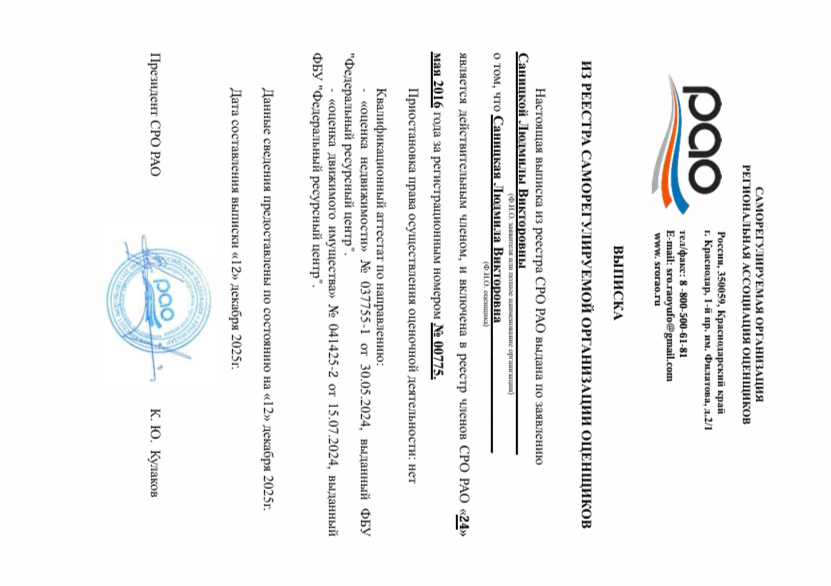 САМОРЕГУЛИРУЕМАЯ ОРГАНИЗАЦИЯ
РЕГИОНАЛЬНАЯ АССОЦИАЦИЯ ОЦЕНЩИКОВ
рао
Россия, 350059, Краснодарский край
г. Краснодар, 1-й пр. им. Филатова, д.2/1
тел/факс: 8 -800-500-61-81
E-mail: sro.raoyufo@gmail.com
www. srorao.ru
ВЫПИСКА
ИЗ РЕЕСТРА САМОРЕГУЛИРУЕМОЙ ОРГАНИЗАЦИИ ОЦЕНЩИКОВ
Настоящая выписка из реестра СРО РАО выдана по заявлению
Саницкой Людмилы Викторовны
(Ф.И.О. заявителя или полное наименование организации)
о том, что Саницкая Людмила Викторовна
(Ф.И.О. оценщика)
является действительным членом, и включена в реестр членов СРО РАО «24»
мая 2016 года за регистрационным номером № 00775.
Приостановка права осуществления оценочной деятельности: нет
Квалификационный аттестат по направлению:
- «оценка недвижимости» № 037755-1 от 30.05.2024, выданный ФБУ
"Федеральный ресурсный центр".
- «оценка движимого имущества» № 041425-2 от 15.07.2024, выданный
ФБУ "Федеральный ресурсный центр".
Данные сведения предоставлены по состоянию на «12» декабря 2025г.
Дата составления выписки «12» декабря 2025г.
Президент СРО РАО
рао
К. Ю. Кулаков